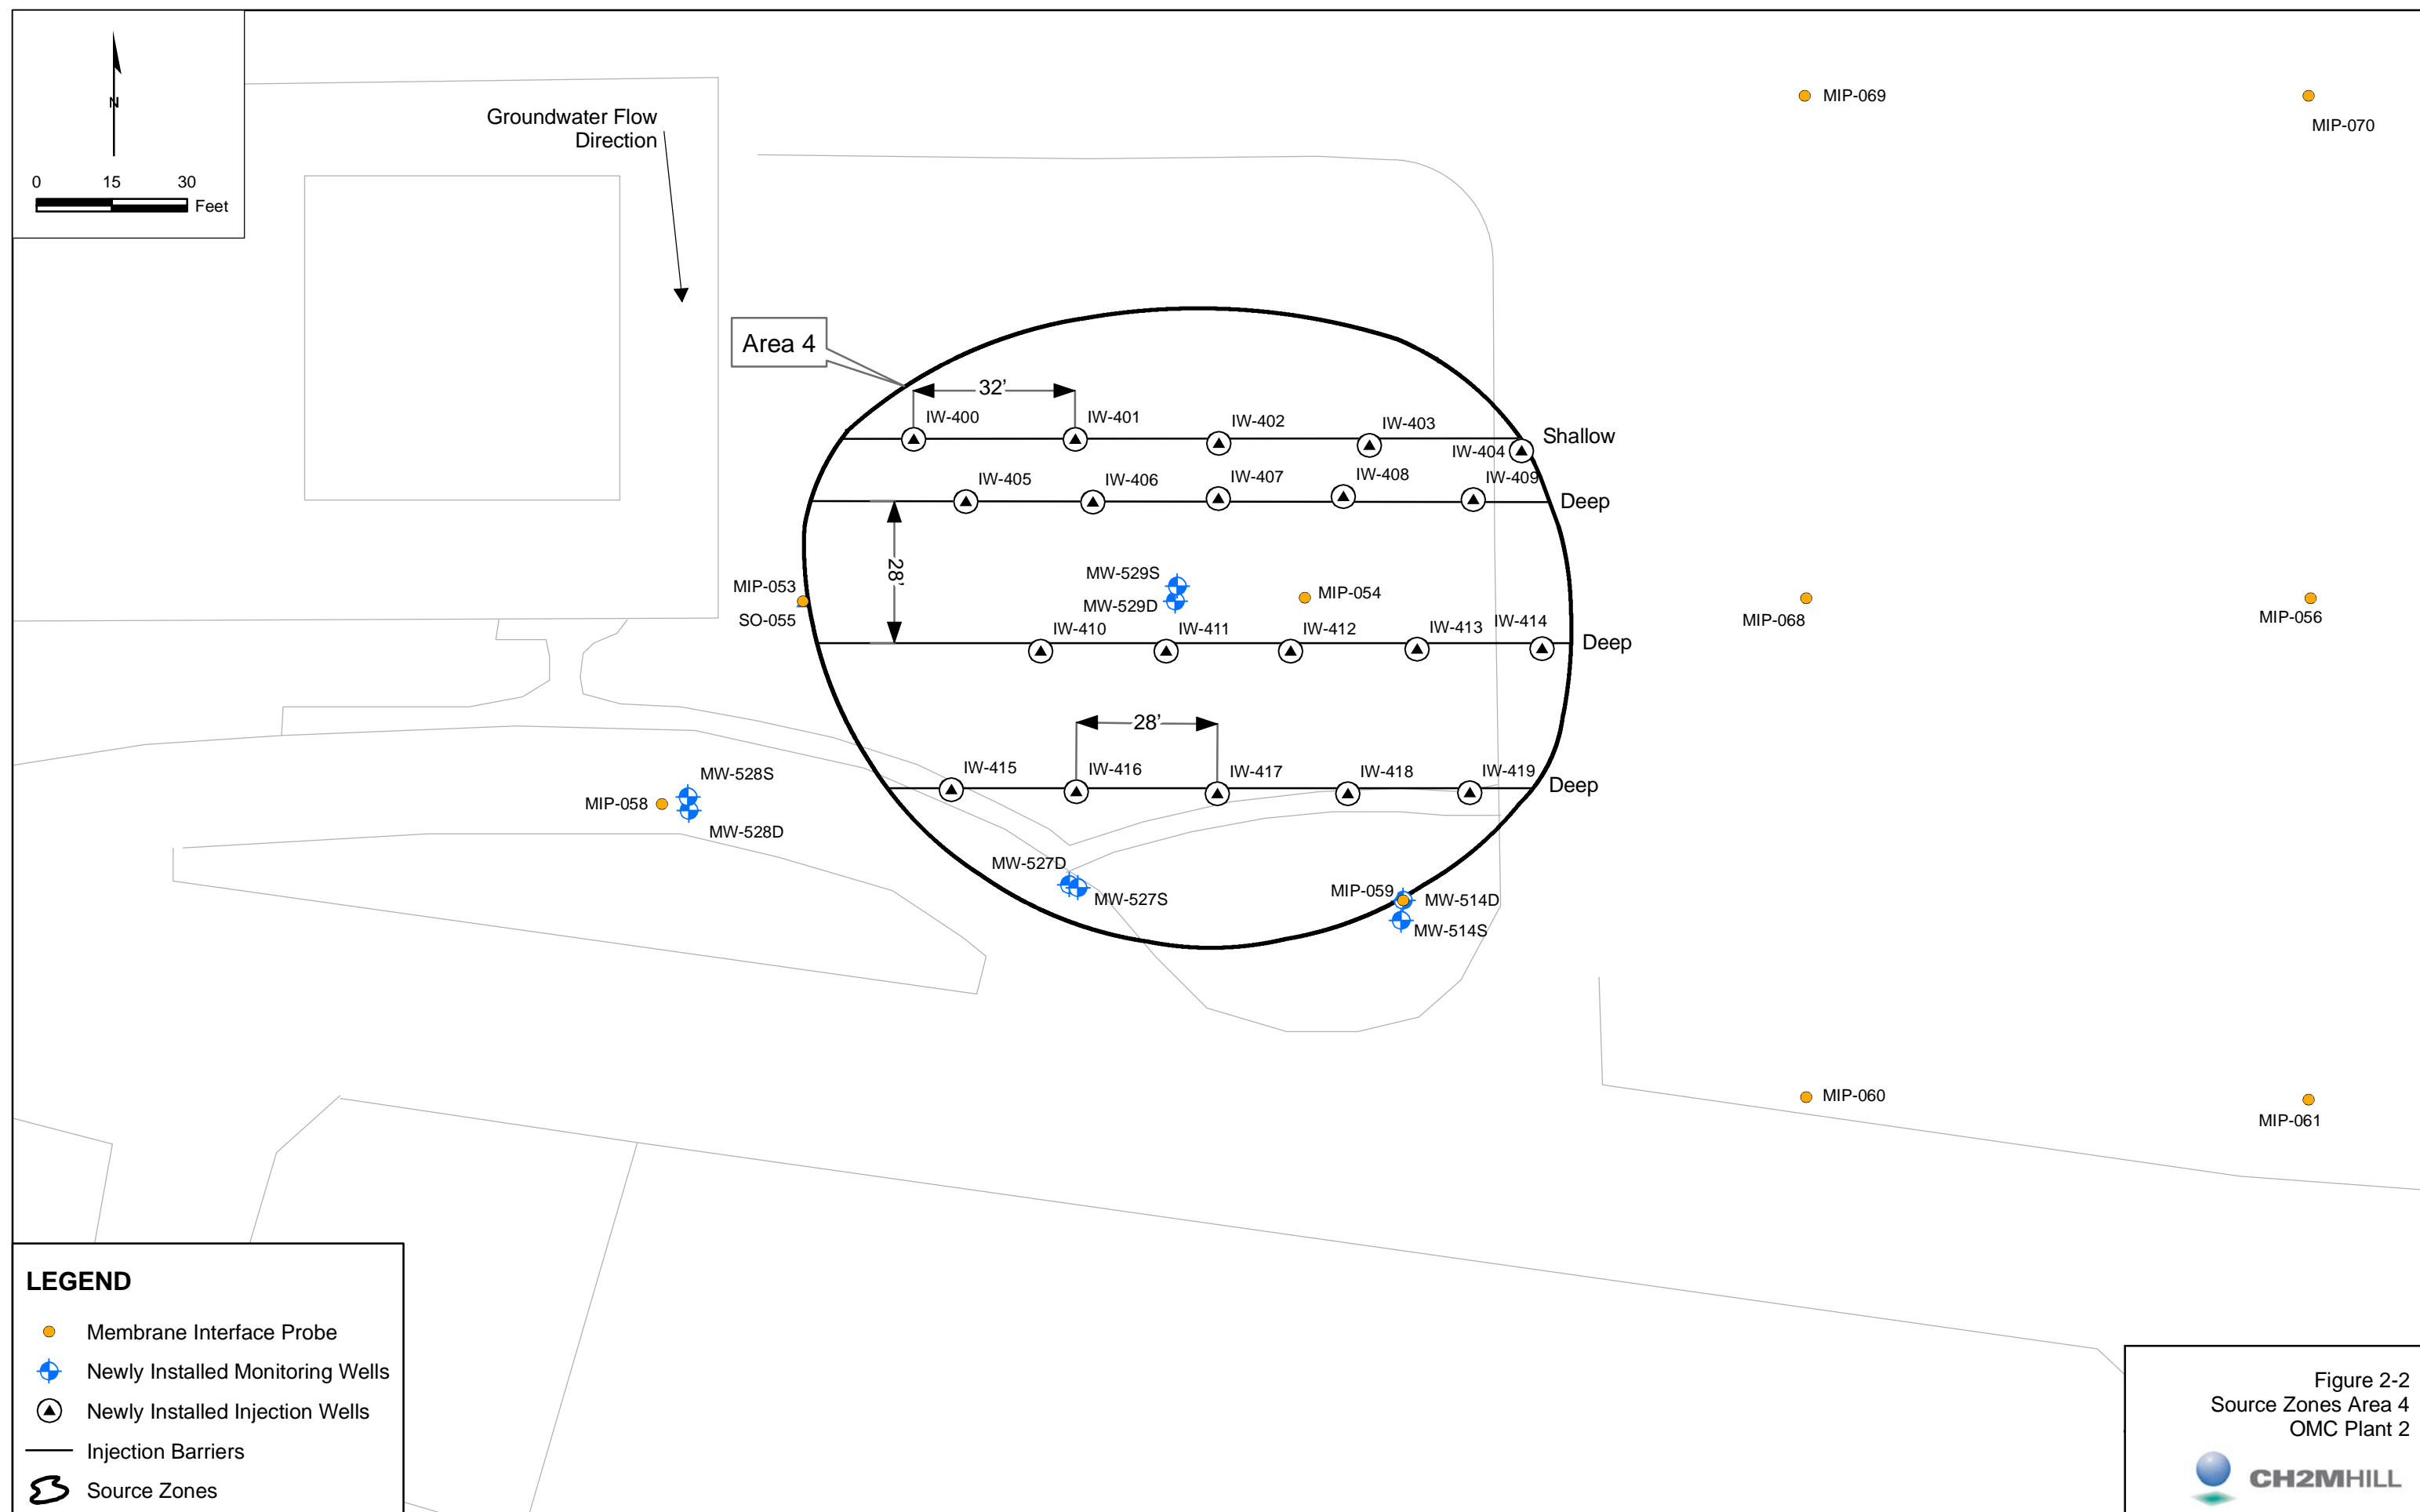 N
0 15 30
Feet
Groundwater Flow
Direction
MIP-069
MIP-070
Area 4
32'
IW-400
IW-401
IW-402
IW-403
IW-404
Shallow
IW-405
IW-406
IW-407
IW-408
IW-409
Deep
28'
MIP-053
SO-055
MW-529S
MW-529D
MIP-054
MIP-068
MIP-056
IW-410
IW-411
IW-412
IW-413
IW-414
Deep
28'
IW-415
IW-416
IW-417
IW-418
IW-419
Deep
MW-528S
MIP-058
MW-528D
MW-527D
MW-527S
MIP-059
MW-514D
MW-514S
MIP-060
MIP-061
LEGEND
Membrane Interface Probe
Newly Installed Monitoring Wells
Newly Installed Injection Wells
Injection Barriers
Source Zones
Figure 2-2
Source Zones Area 4
OMC Plant 2
CH2MHILL